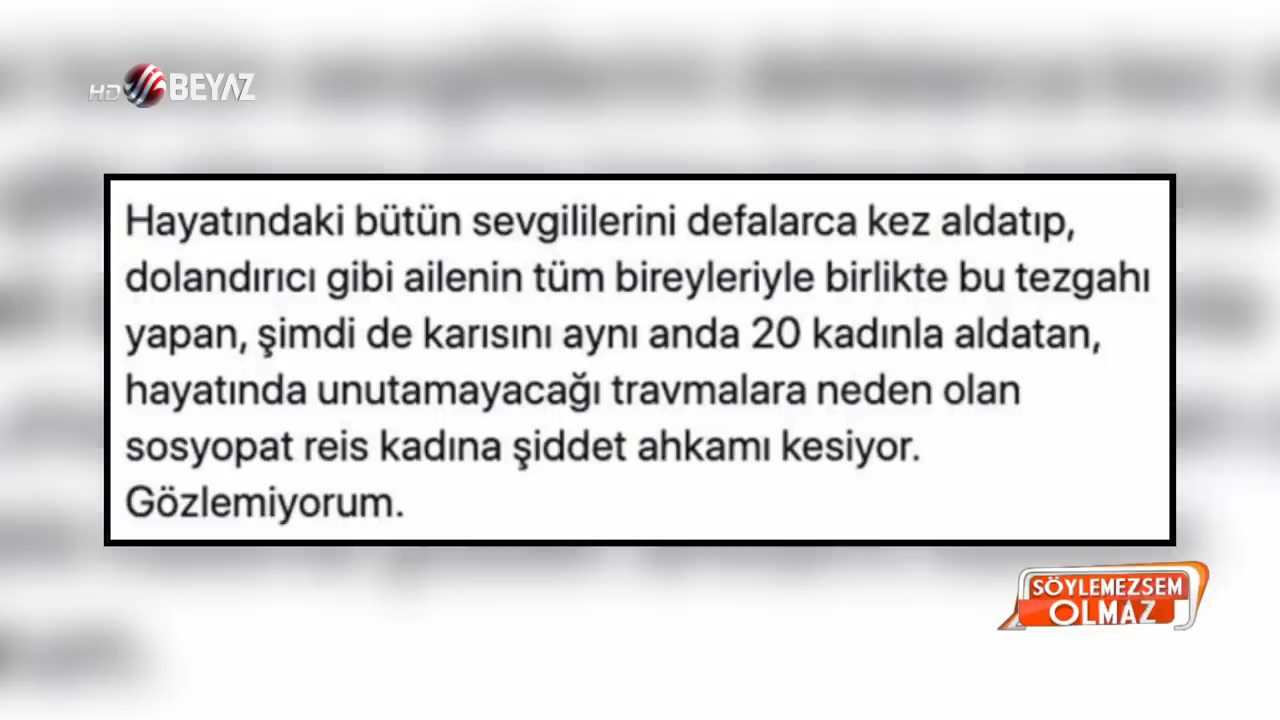 HD BEYAZ
Hayatındaki bütün sevgililerini defalarca kez aldatıp,
dolandırıcı gibi ailenin tüm bireyleriyle birlikte bu tezgahı
yapan, şimdi de karısını aynı anda 20 kadınla aldatan,
hayatında unutamayacağı travmalara neden olan
sosyopat reis kadına şiddet ahkamı kesiyor.
Gözlemiyorum.
SÖYLEMEZSEM
OLMAZ